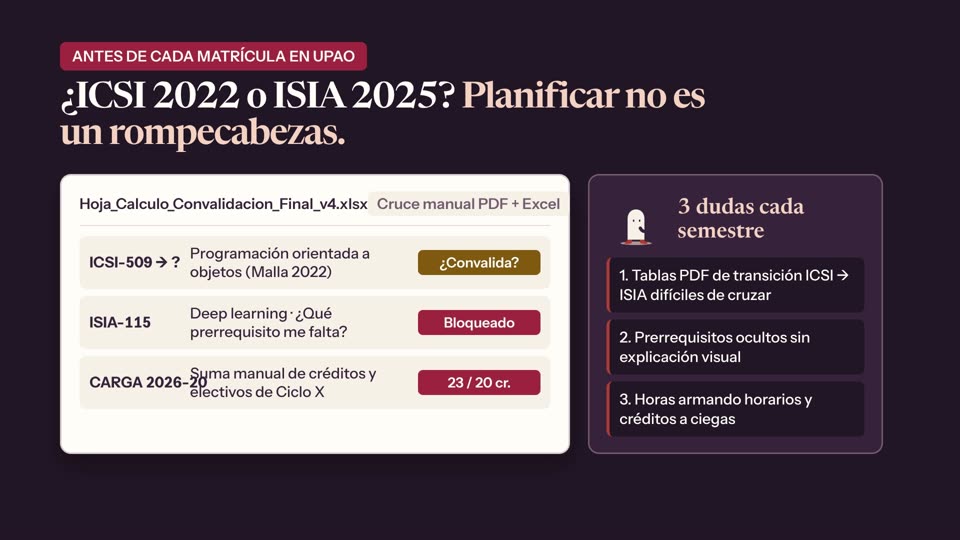 ANTES DE CADA MATRÍCULA EN UPAO
¿ICSI 2022 o ISIA 2025? Planificar no es
un rompecabezas.
Hoja_Calculo_Convalidacion_Final_v4.xlsx
Cruce manual PDF + Excel
ICSI-509 → ?
Programación orientada a
objetos (Malla 2022)
¿Convalida?
ISIA-115
Deep learning · ¿Qué
prerrequisito me falta?
Bloqueado
CARGA 2026-20
Suma manual de créditos y
electivos de Ciclo X
23 / 20 cr.
3 dudas cada
semestre
1. Tablas PDF de transición ICSI →
ISIA difíciles de cruzar
2. Prerrequisitos ocultos sin
explicación visual
3. Horas armando horarios y
créditos a ciegas